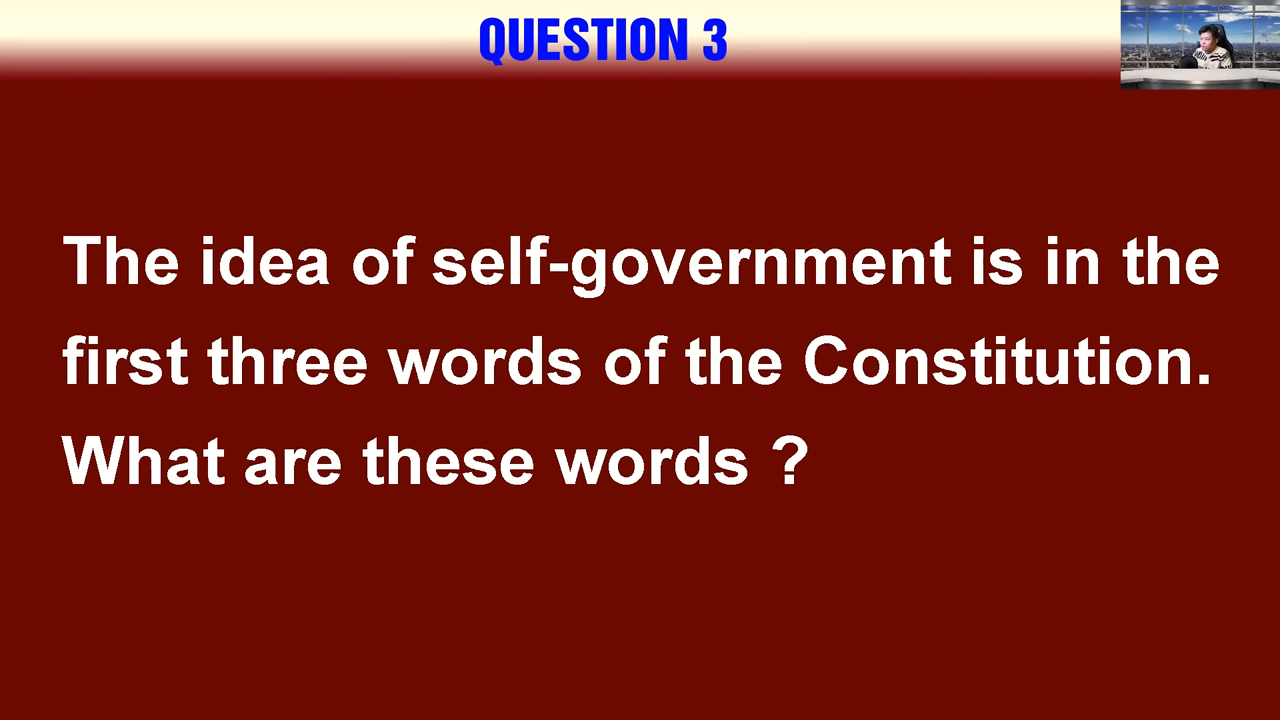 QUESTION 3
The idea of self-government is in the
first three words of the Constitution.
What are these words ?